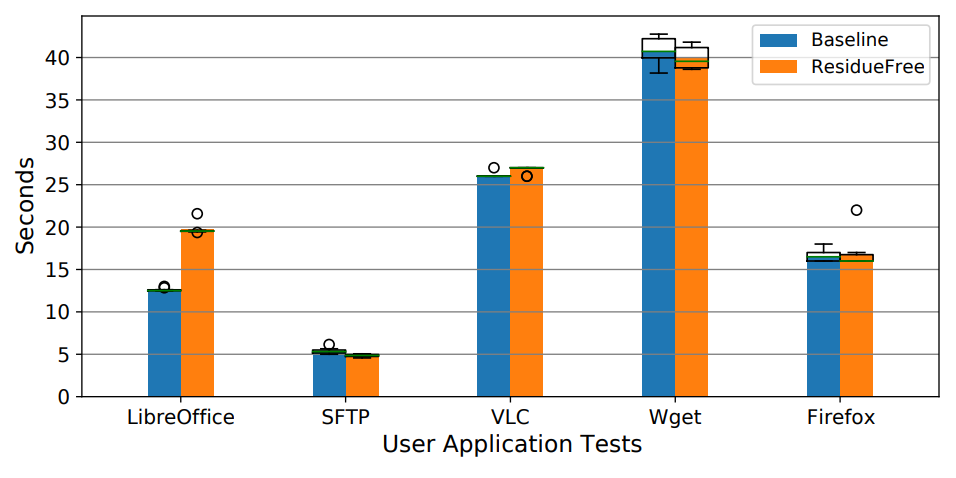 Baseline
ResidueFree
40
35
30
25
20
15
10
5
0
Seconds
LibreOffice SFTP VLC Wget Firefox
User Application Tests